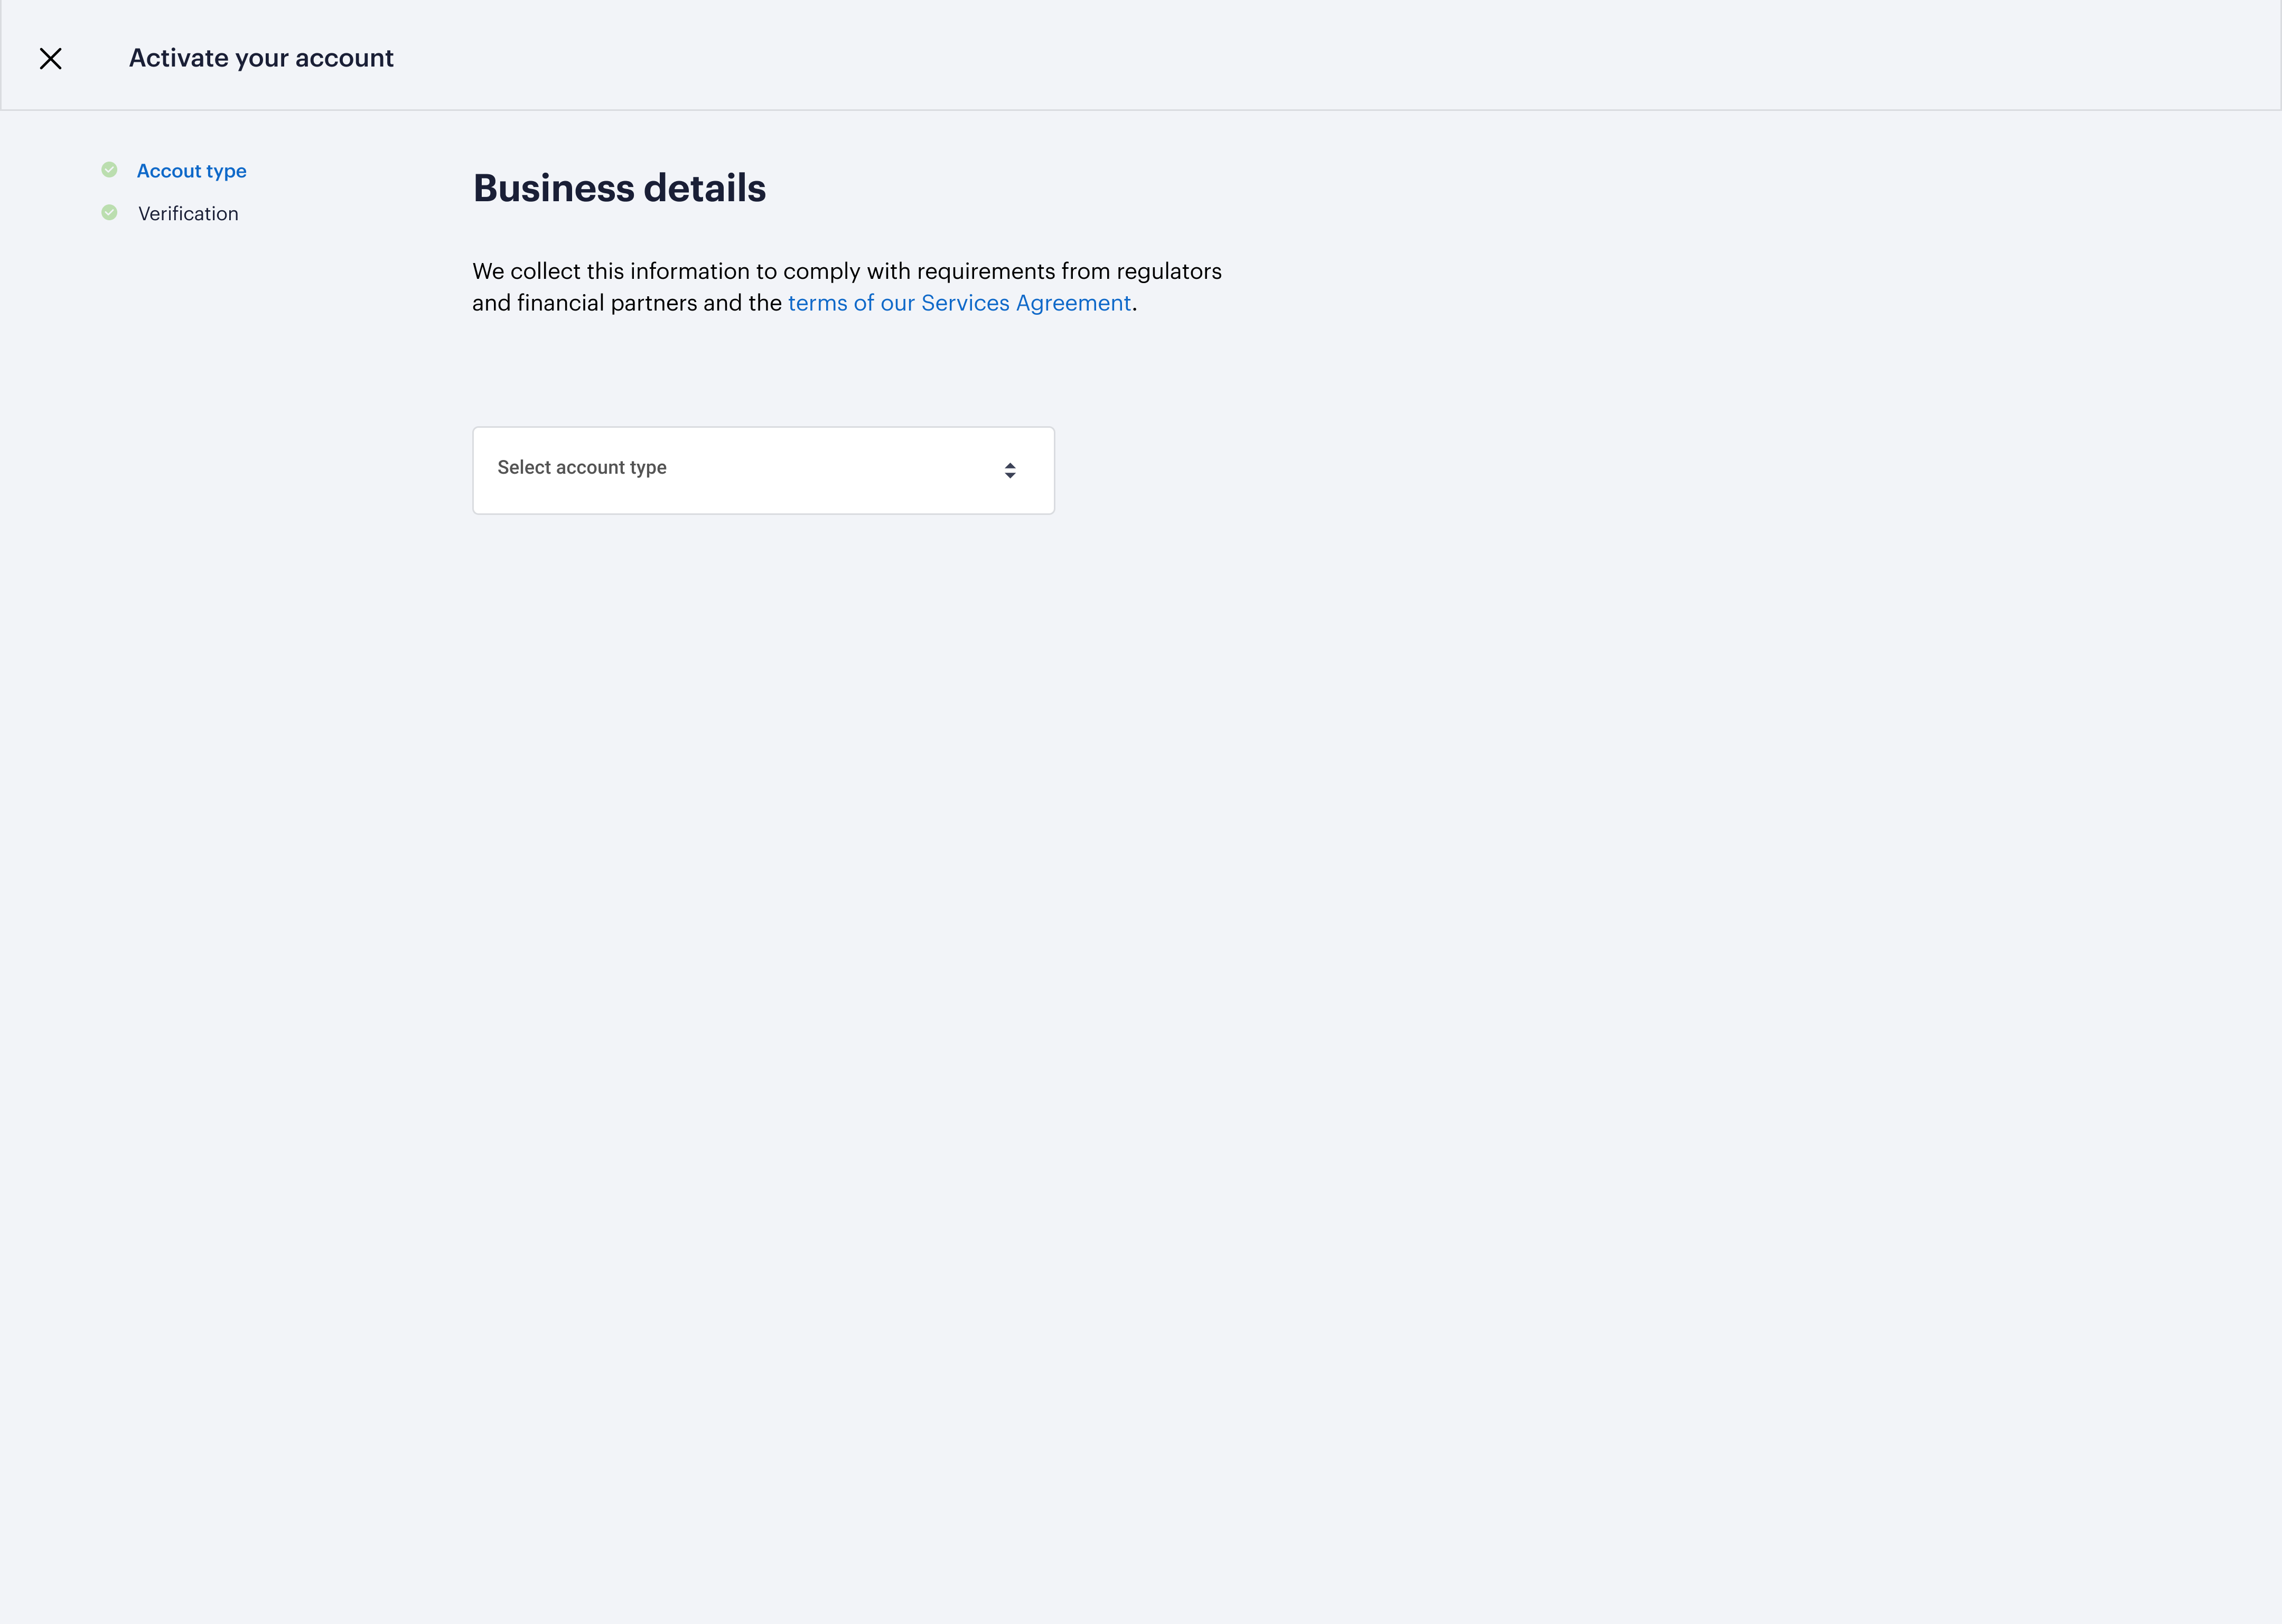 Activate your account
Accout type
Verification
Business details
We collect this information to comply with requirements from regulators
and financial partners and the terms of our Services Agreement.
Select account type